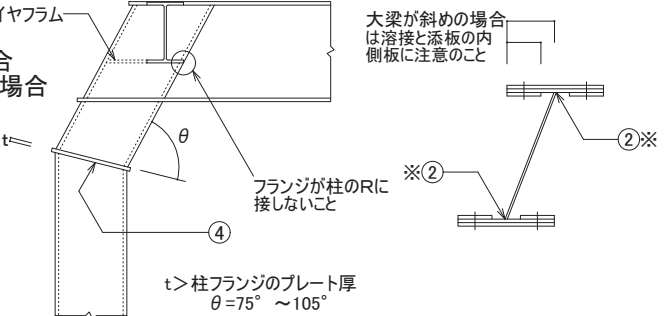 イヤフラム
合
場合
t
θ
フランジが柱のRに
接しないこと
④
t＞柱フランジのプレート厚
θ=75° ～105°
大梁が斜めの場合
は溶接と添板の内
側板に注意のこと
②※
※②